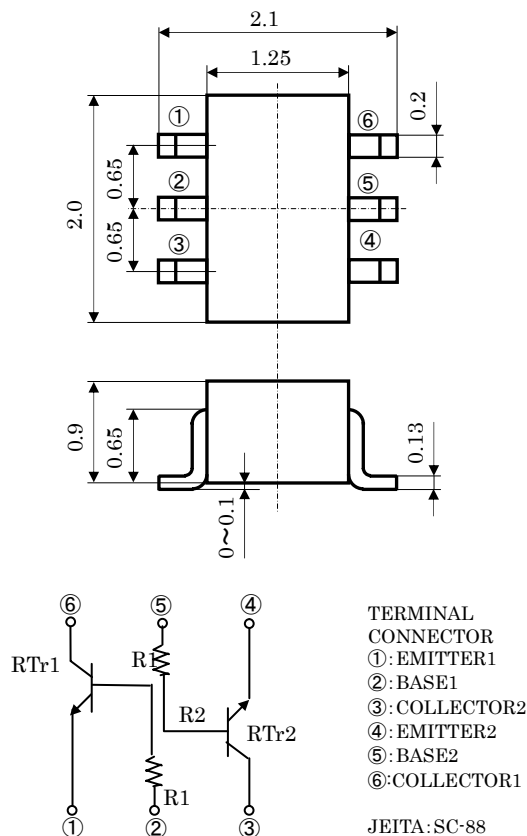 2.1
1.25
①
⑥
0.2
0.65
②
⑤
2.0
0.65
③
④
0.9
0.65
0.13
0~0.1
⑥
⑤
④
RTr1
R1
R2
RTr2
R1
①
②
③
TERMINAL
CONNECTOR
①:EMITTER1
②:BASE1
③:COLLECTOR2
④:EMITTER2
⑤:BASE2
⑥:COLLECTOR1
JEITA:SC-88